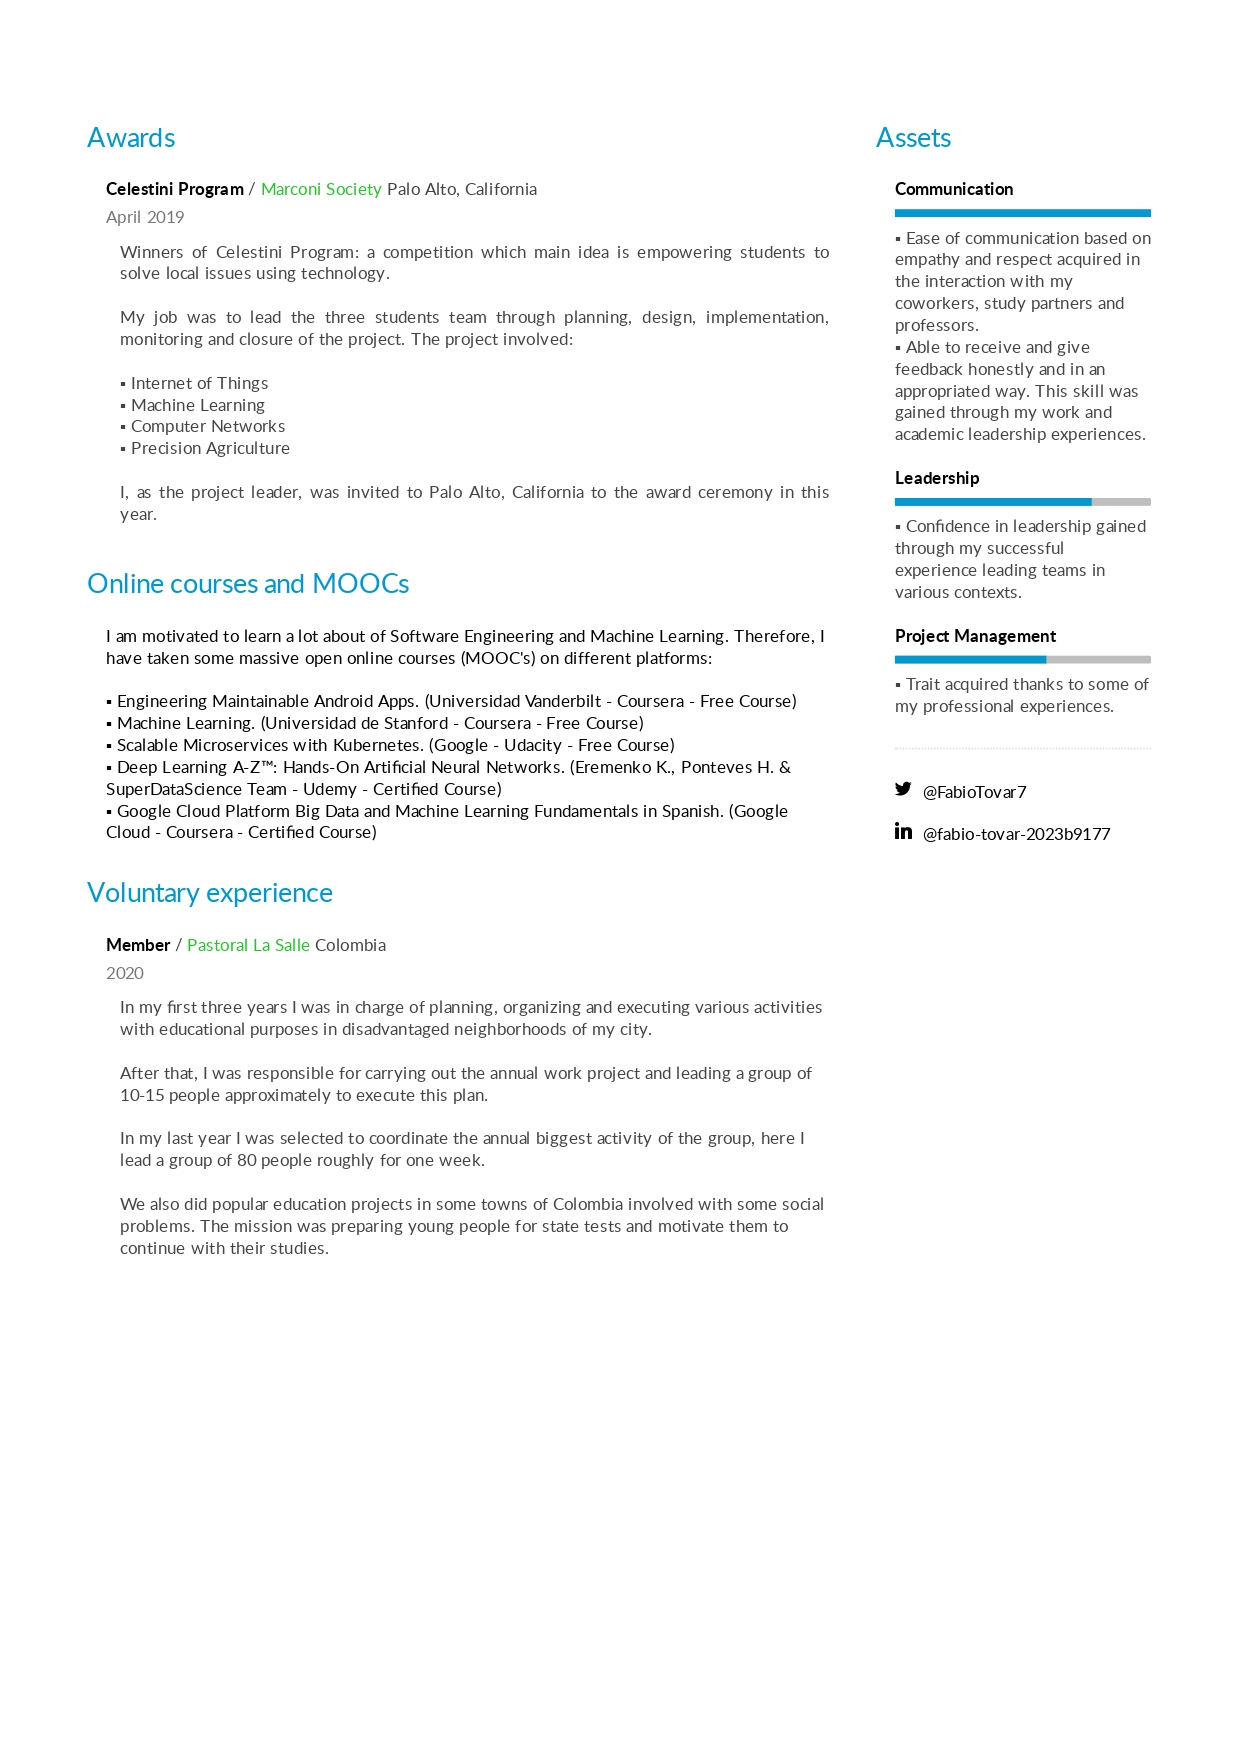 Awards
Celestini Program / Marconi Society Palo Alto, California
April 2019
Winners of Celestini Program: a competition which main idea is empowering students to
solve local issues using technology.
My job was to lead the three students team through planning, design, implementation,
monitoring and closure of the project. The project involved:
▪ Internet of Things
▪ Machine Learning
▪ Computer Networks
▪ Precision Agriculture
I, as the project leader, was invited to Palo Alto, California to the award ceremony in this
year.
Online courses and MOOCs
I am motivated to learn a lot about of Software Engineering and Machine Learning. Therefore, I
have taken some massive open online courses (MOOC's) on different platforms:
▪ Engineering Maintainable Android Apps. (Universidad Vanderbilt - Coursera - Free Course)
▪ Machine Learning. (Universidad de Stanford - Coursera - Free Course)
▪ Scalable Microservices with Kubernetes. (Google - Udacity - Free Course)
▪ Deep Learning A-Z™: Hands-On Artificial Neural Networks. (Eremenko K., Ponteves H. &
SuperDataScience Team - Udemy - Certified Course)
▪ Google Cloud Platform Big Data and Machine Learning Fundamentals in Spanish. (Google
Cloud - Coursera - Certified Course)
Voluntary experience
Member / Pastoral La Salle Colombia
2020
In my first three years I was in charge of planning, organizing and executing various activities
with educational purposes in disadvantaged neighborhoods of my city.
After that, I was responsible for carrying out the annual work project and leading a group of
10-15 people approximately to execute this plan.
In my last year I was selected to coordinate the annual biggest activity of the group, here I
lead a group of 80 people roughly for one week.
We also did popular education projects in some towns of Colombia involved with some social
problems. The mission was preparing young people for state tests and motivate them to
continue with their studies.
Assets
Communication
▪ Ease of communication based on
empathy and respect acquired in
the interaction with my
coworkers, study partners and
professors.
▪ Able to receive and give
feedback honestly and in an
appropriated way. This skill was
gained through my work and
academic leadership experiences.
Leadership
▪ Confidence in leadership gained
through my successful
experience leading teams in
various contexts.
Project Management
▪ Trait acquired thanks to some of
my professional experiences.
@FabioTovar7
@fabio-tovar-2023b9177